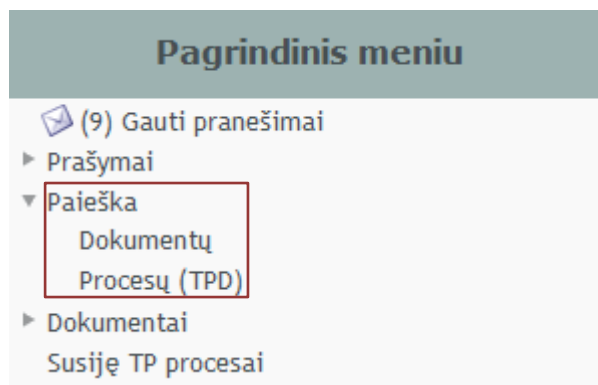 Pagrindinis meniu
(9) Gauti pranešimai
Prašymai
Paieška
Dokumentų
Procesų (TPD)
Dokumentai
Susiję TP procesai